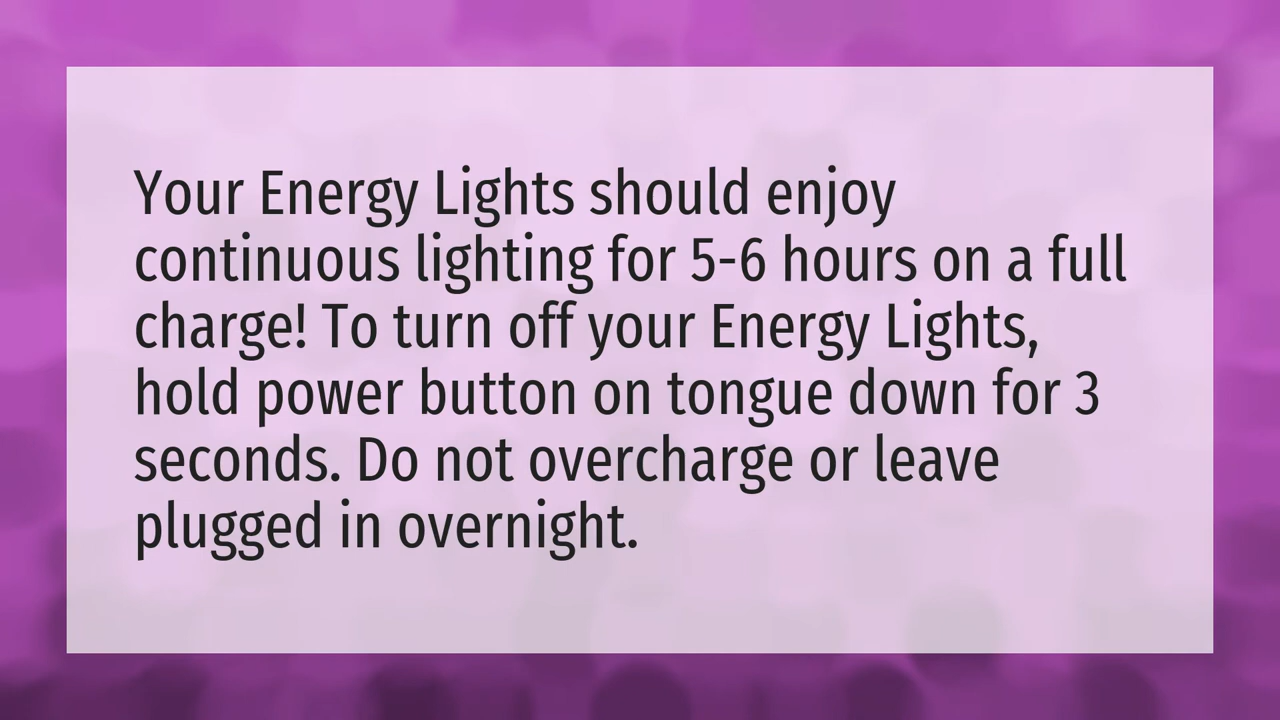 Your Energy Lights should enjoy
continuous lighting for 5-6 hours on a full
charge! To turn off your Energy Lights,
hold power button on tongue down for 3
seconds. Do not overcharge or leave
plugged in overnight.